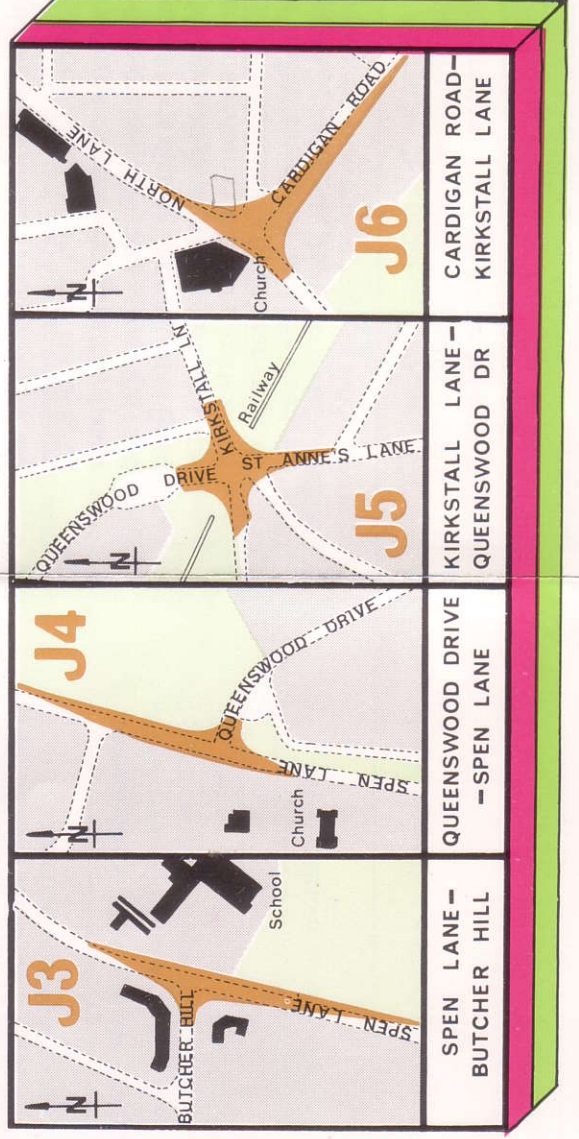 J3
N
BUTCHER HILL
SPEN LANE
School
SPEN LANE–
BUTCHER HILL
J4
N
QUEENSWOOD DRIVE
SPEN LANE
Church
QUEENSWOOD DRIVE
–SPEN LANE
J5
N
QUEENSWOOD DRIVE
KIRKSTALL LN
ST ANNE'S LANE
Railway
KIRKSTALL LANE–
QUEENSWOOD DR
J6
N
NORTH LANE
CARDIGAN ROAD
Church
CARDIGAN ROAD–
KIRKSTALL LANE